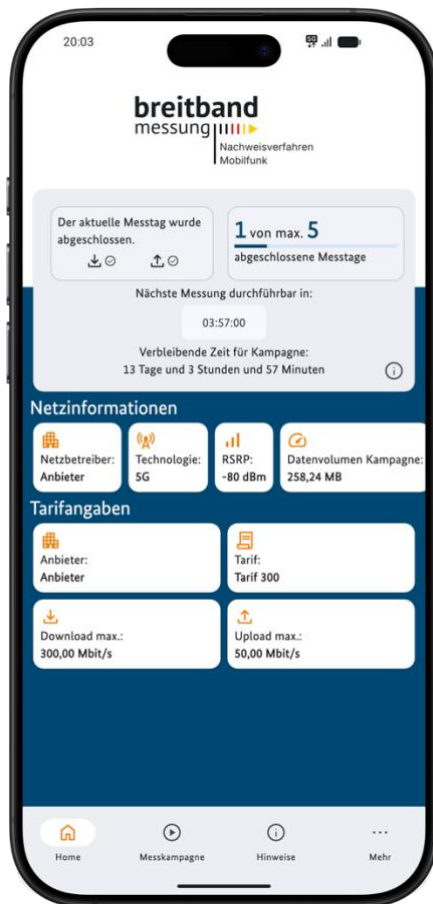 20:03
5G
breitband
messung
Nachweisverfahren
Mobilfunk
Der aktuelle Messtag wurde
abgeschlossen.
1 von max. 5
abgeschlossene Messtage
Nächste Messung durchführbar in:
03:57:00
Verbleibende Zeit für Kampagne:
13 Tage und 3 Stunden und 57 Minuten
Netzinformationen
Netzbetreiber:
Anbieter
Technologie:
5G
RSRP:
-80 dBm
Datenvolumen Kampagne:
258,24 MB
Tarifangaben
Anbieter:
Anbieter
Tarif:
Tarif 300
Download max.:
300,00 Mbit/s
Upload max.:
50,00 Mbit/s
Home
Messkampagne
Hinweise
Mehr